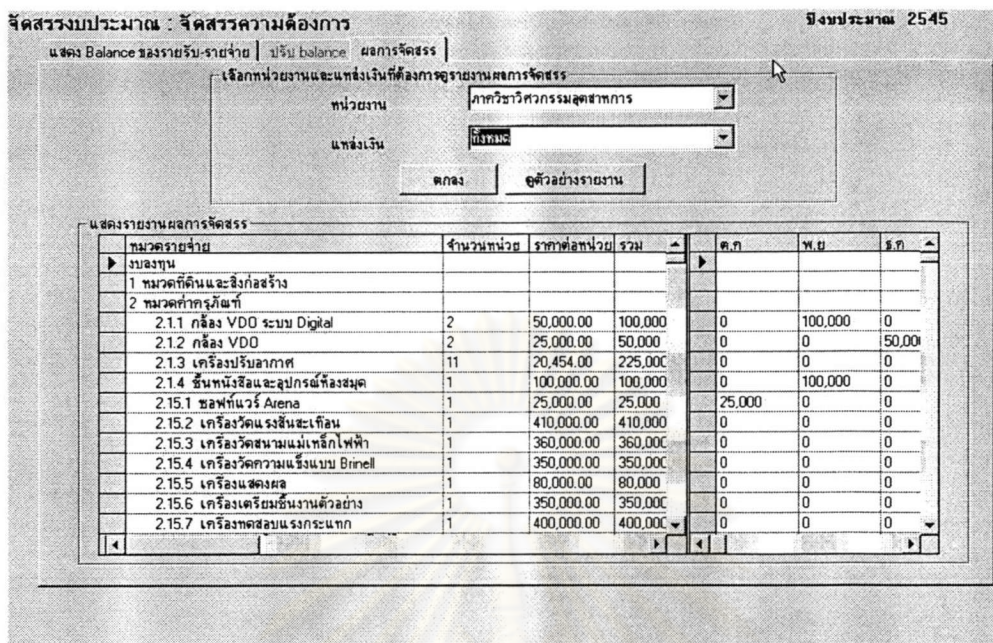 จัดสรรงบประมาณ : จัดสรรความต้องการ ปีงบประมาณ 2545
แสดง Balance ของรายรับ-รายจ่าย ปรับ balance ผลการจัดสรร
เลือกหน่วยงานและแหล่งเงินที่ต้องการดูรายงานผลการจัดสรร
หน่วยงาน ภาควิชาวิศวกรรมอุตสาหการ
แหล่งเงิน ทั้งหมด
ตกลง ดูตัวอย่างรายงาน
แสดงรายงานผลการจัดสรร
หมวดรายจ่าย จำนวนหน่วย ราคาต่อหน่วย รวม ต.ค พ.ย ธ.ค
งบลงทุน
1 หมวดที่ดินและสิ่งก่อสร้าง
2 หมวดค่าครุภัณฑ์
2.1.1 กล้อง VDO ระบบ Digital 2 50,000.00 100,000 0 100,000 0
2.1.2 กล้อง VDO 2 25,000.00 50,000 0 0 50,00
2.1.3 เครื่องปรับอากาศ 11 20,454.00 225,000 0 0 0
2.1.4 ชั้นหนังสือและอุปกรณ์ห้องสมุด 1 100,000.00 100,000 0 100,000 0
2.15.1 ซอฟท์แวร์ Arena 1 25,000.00 25,000 25,000 0 0
2.15.2 เครื่องวัดแรงสั่นสะเทือน 1 410,000.00 410,000 0 0 0
2.15.3 เครื่องวัดสนามแม่เหล็กไฟฟ้า 1 360,000.00 360,000 0 0 0
2.15.4 เครื่องวัดความแข็งแบบ Brinell 1 350,000.00 350,000 0 0 0
2.15.5 เครื่องแสดงผล 1 80,000.00 80,000 0 0 0
2.15.6 เครื่องเตรียมชิ้นงานตัวอย่าง 1 350,000.00 350,000 0 0 0
2.15.7 เครื่องทดสอบแรงกระแทก 1 400,000.00 400,000 0 0 0